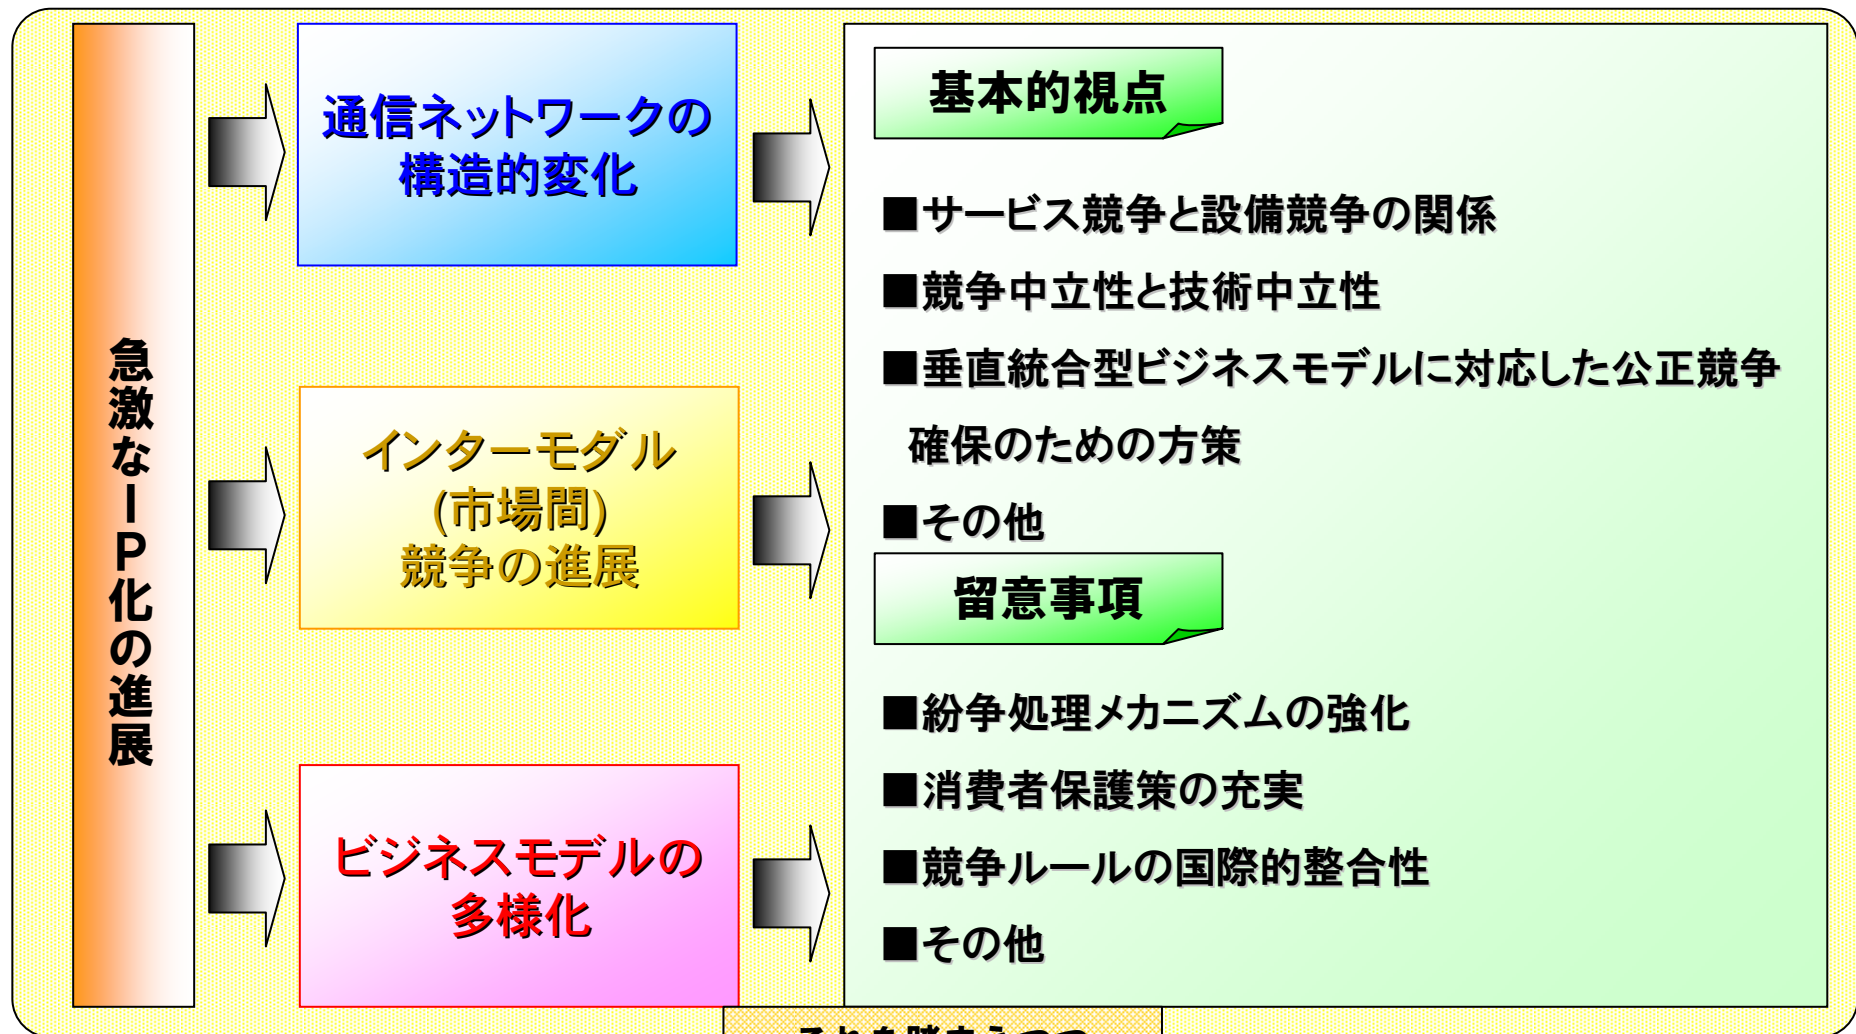 急激なIP化の進展
通信ネットワークの
構造的変化
インターモダル
(市場間)
競争の進展
ビジネスモデルの
多様化
基本的視点
■サービス競争と設備競争の関係
■競争中立性と技術中立性
■垂直統合型ビジネスモデルに対応した公正競争
確保のための方策
■その他
留意事項
■紛争処理メカニズムの強化
■消費者保護策の充実
■競争ルールの国際的整合性
■その他